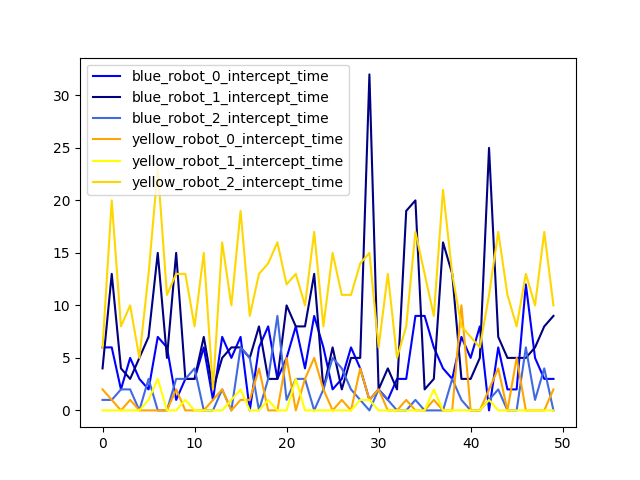 blue_robot_0_intercept_time
blue_robot_1_intercept_time
blue_robot_2_intercept_time
yellow_robot_0_intercept_time
yellow_robot_1_intercept_time
yellow_robot_2_intercept_time
30
25
20
15
10
5
0
0 10 20 30 40 50